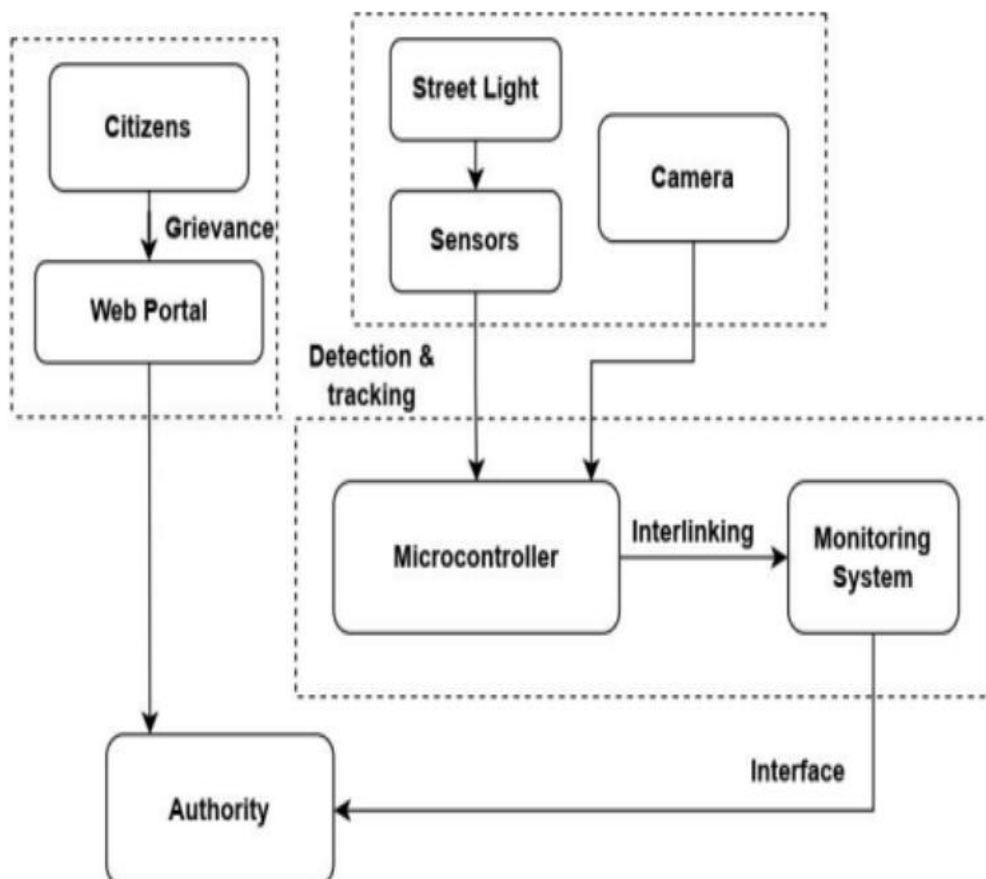 Citizens
Grievance
Web Portal
Street Light
Sensors
Camera
Detection &
tracking
Microcontroller
Interlinking
Monitoring
System
Interface
Authority